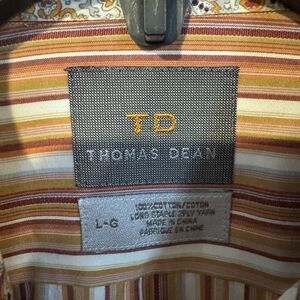 TD
THOMAS DEAN
L-G
100%COTTON/COTON
LONG STAPLE 2PLY YARN
MADE IN CHINA
FABRIQUE EN CHINE